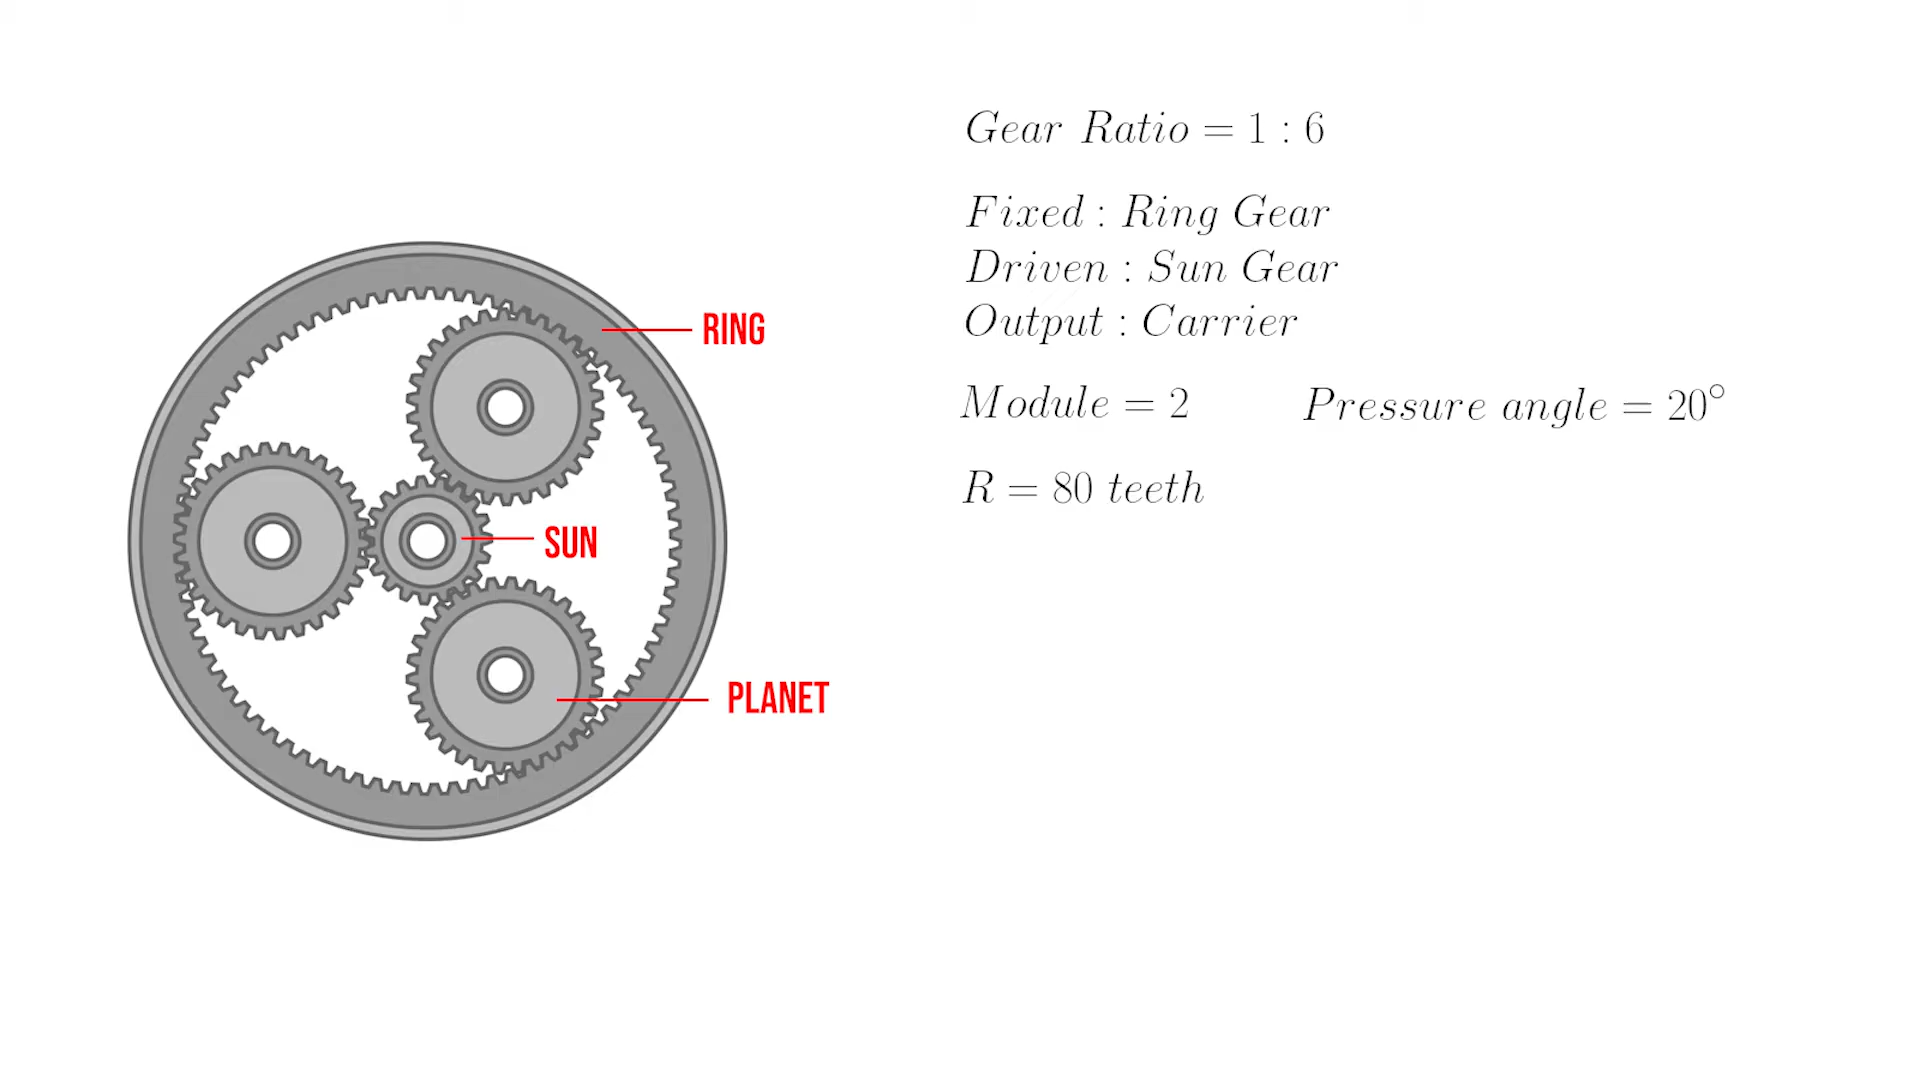 Gear Ratio = 1 : 6
Fixed : Ring Gear
Driven : Sun Gear
Output : Carrier
Module = 2 Pressure angle = 20°
R = 80 teeth
RING
SUN
PLANET